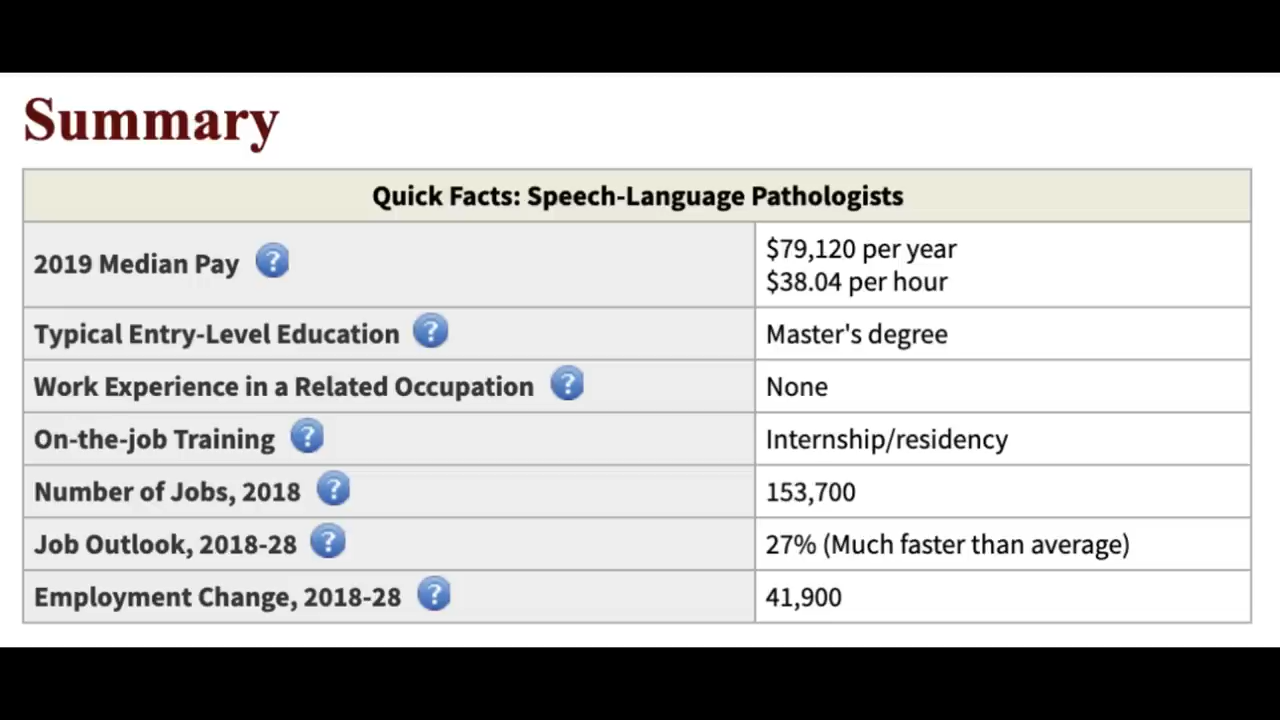 Summary
Quick Facts: Speech-Language Pathologists
2019 Median Pay ?
$79,120 per year
$38.04 per hour
Typical Entry-Level Education ?
Master's degree
Work Experience in a Related Occupation ?
None
On-the-job Training ?
Internship/residency
Number of Jobs, 2018 ?
153,700
Job Outlook, 2018-28 ?
27% (Much faster than average)
Employment Change, 2018-28 ?
41,900